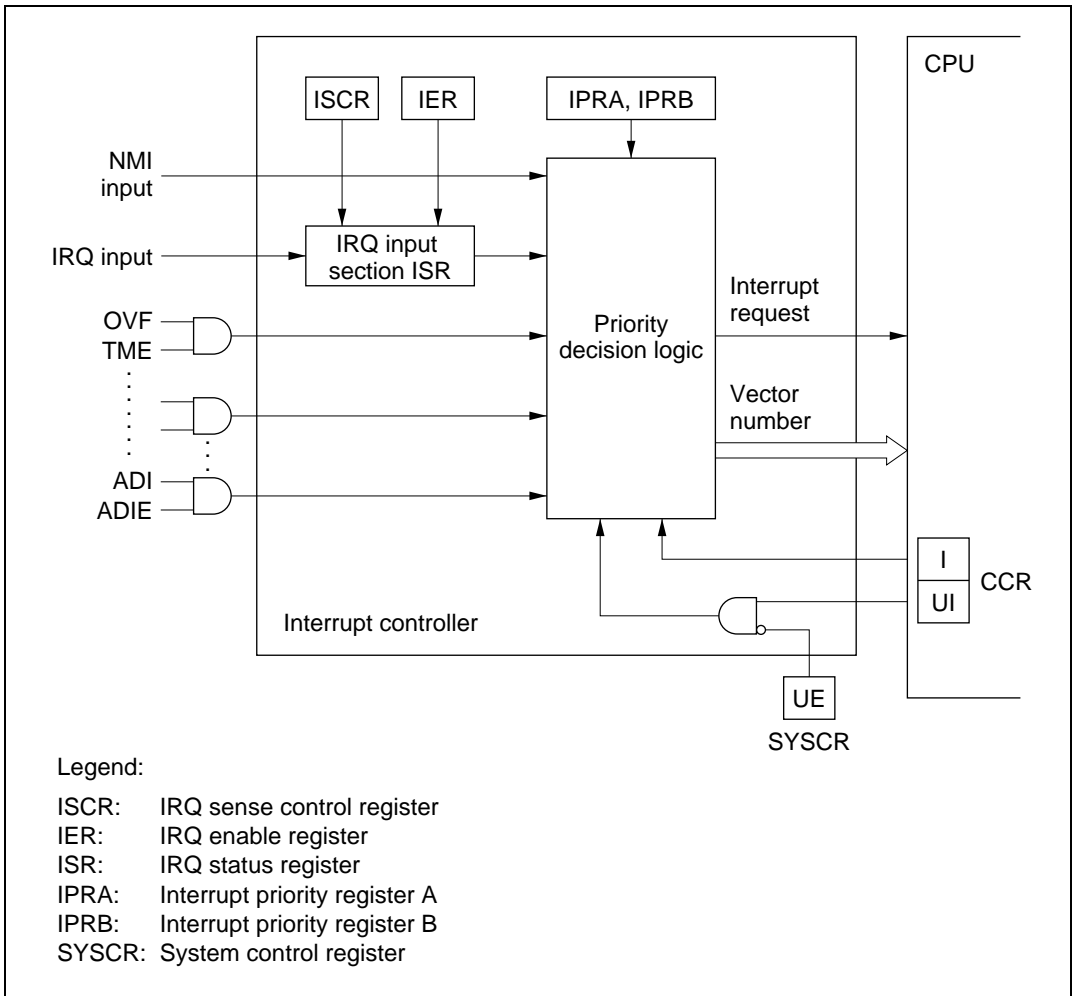 CPU
ISCR
IER
IPRA, IPRB
NMI
input
IRQ input
IRQ input
section ISR
OVF
TME
Priority
decision logic
Interrupt
request
Vector
number
ADI
ADIE
I
UI
CCR
Interrupt controller
UE
SYSCR
Legend:
ISCR: IRQ sense control register
IER: IRQ enable register
ISR: IRQ status register
IPRA: Interrupt priority register A
IPRB: Interrupt priority register B
SYSCR: System control register